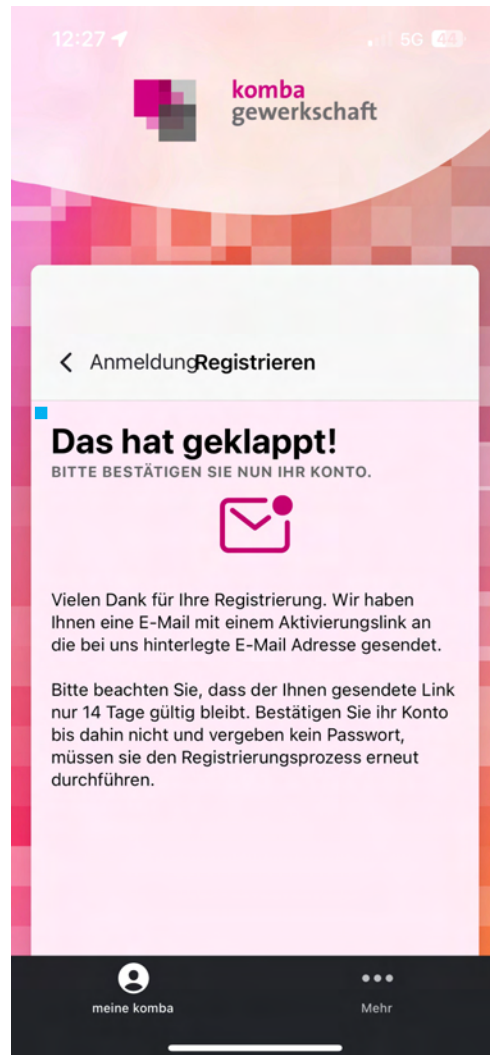 12:27
5G 44
komba
gewerkschaft
Anmeldung Registrieren
Das hat geklappt!
BITTE BESTÄTIGEN SIE NUN IHR KONTO.
Vielen Dank für Ihre Registrierung. Wir haben
Ihnen eine E-Mail mit einem Aktivierungslink an
die bei uns hinterlegte E-Mail Adresse gesendet.
Bitte beachten Sie, dass der Ihnen gesendete Link
nur 14 Tage gültig bleibt. Bestätigen Sie ihr Konto
bis dahin nicht und vergeben kein Passwort,
müssen sie den Registrierungsprozess erneut
durchführen.
meine komba
Mehr